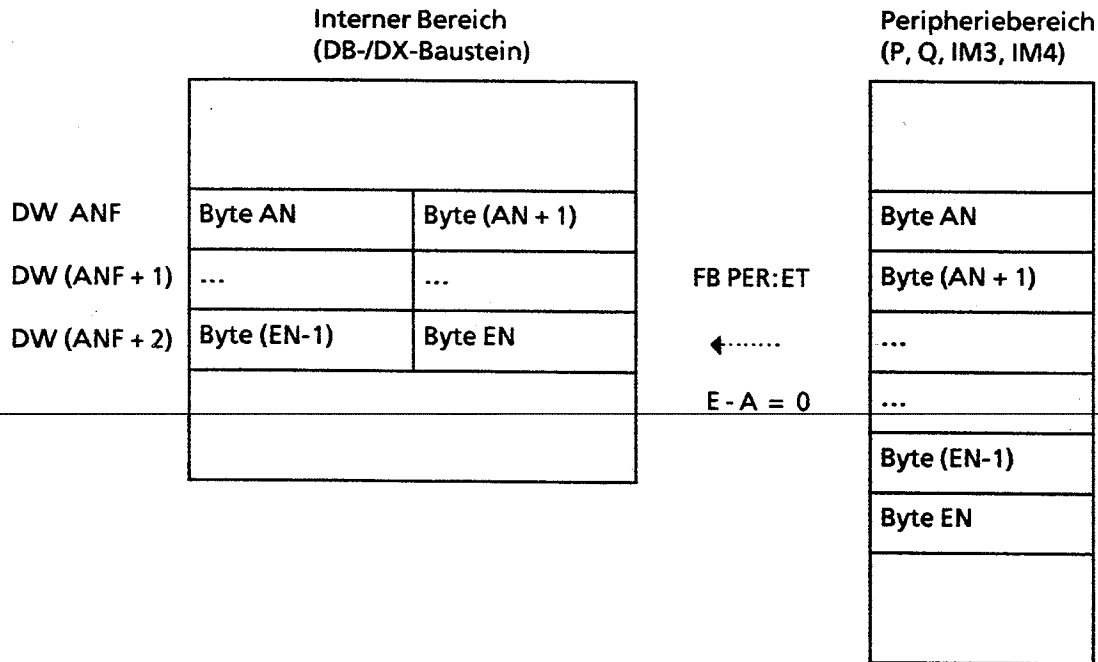 Interner Bereich
(DB-/DX-Baustein)
Peripheriebereich
(P, Q, IM3, IM4)
DW ANF
Byte AN
Byte (AN + 1)
Byte AN
DW (ANF + 1)
...
...
FB PER:ET
Byte (AN + 1)
DW (ANF + 2)
Byte (EN-1)
Byte EN
...
E - A = 0
...
Byte (EN-1)
Byte EN